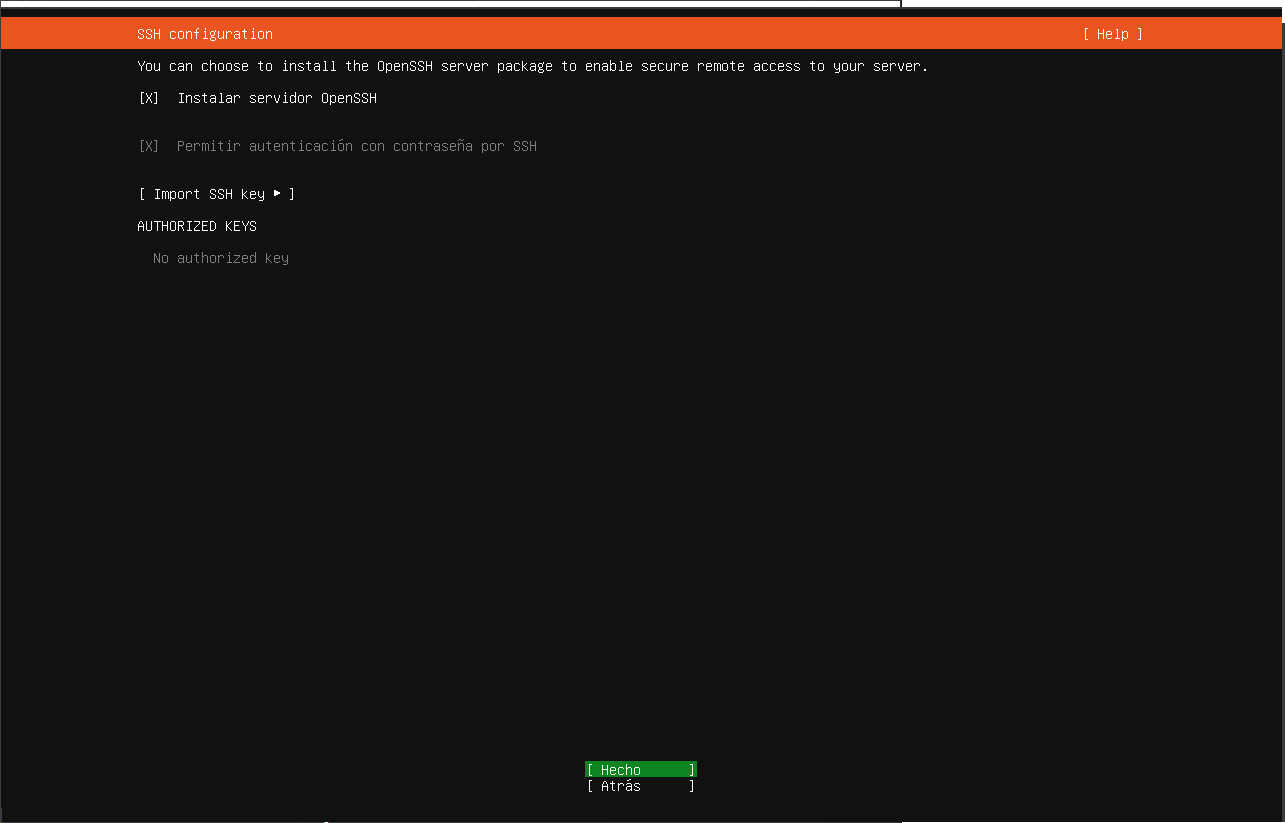 SSH configuration [ Help ]
You can choose to install the OpenSSH server package to enable secure remote access to your server.
[X] Instalar servidor OpenSSH
[X] Permitir autenticación con contraseña por SSH
[ Import SSH key ▸ ]
AUTHORIZED KEYS
No authorized key
[ Hecho ]
[ Atrás ]